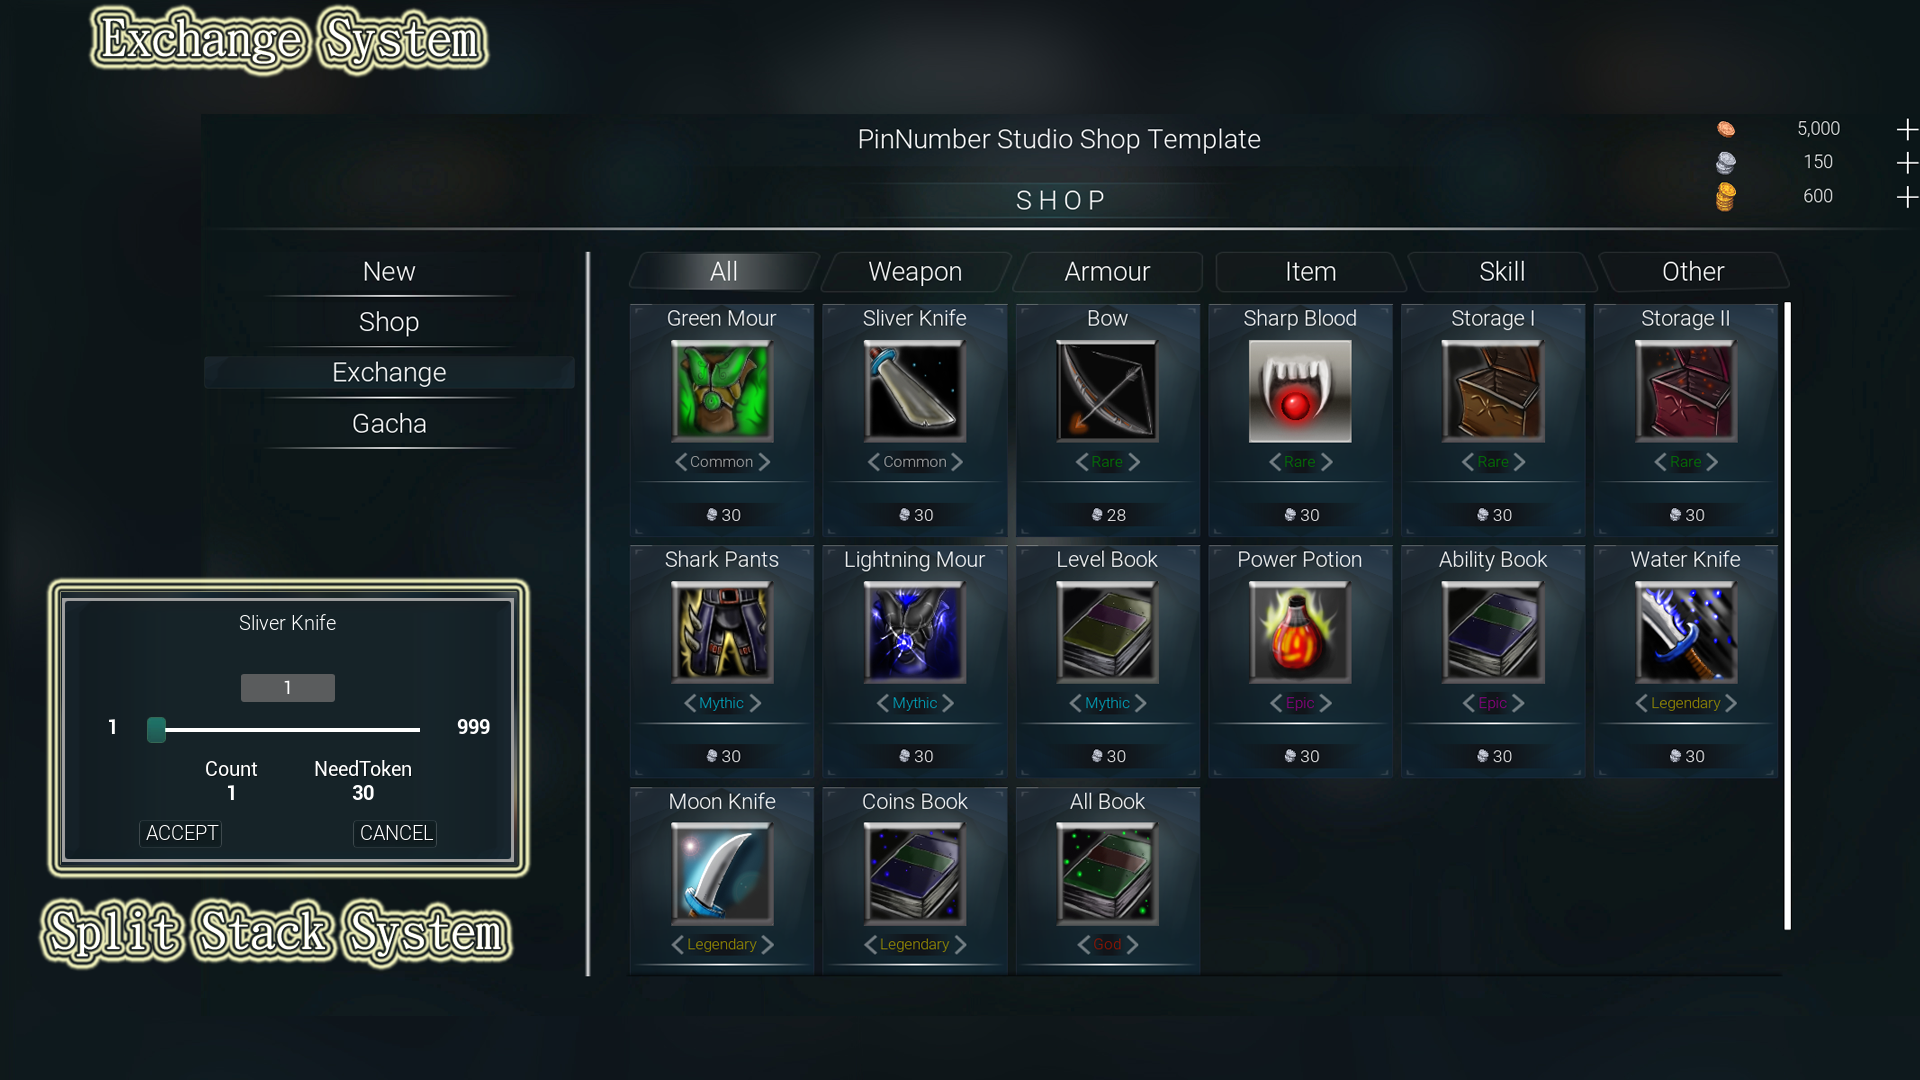 Exchange System
PinNumber Studio Shop Template
5,000
150
600
SHOP
New
Shop
Exchange
Gacha
All
Weapon
Armour
Item
Skill
Other
Green Mour
Sliver Knife
Bow
Sharp Blood
Storage I
Storage II
Common
Common
Rare
Rare
Rare
Rare
30
30
28
30
30
30
Shark Pants
Lightning Mour
Level Book
Power Potion
Ability Book
Water Knife
Mythic
Mythic
Mythic
Epic
Epic
Legendary
30
30
30
30
30
30
Moon Knife
Coins Book
All Book
Legendary
Legendary
God
Sliver Knife
1
1
999
Count
NeedToken
1
30
ACCEPT
CANCEL
Split Stack System